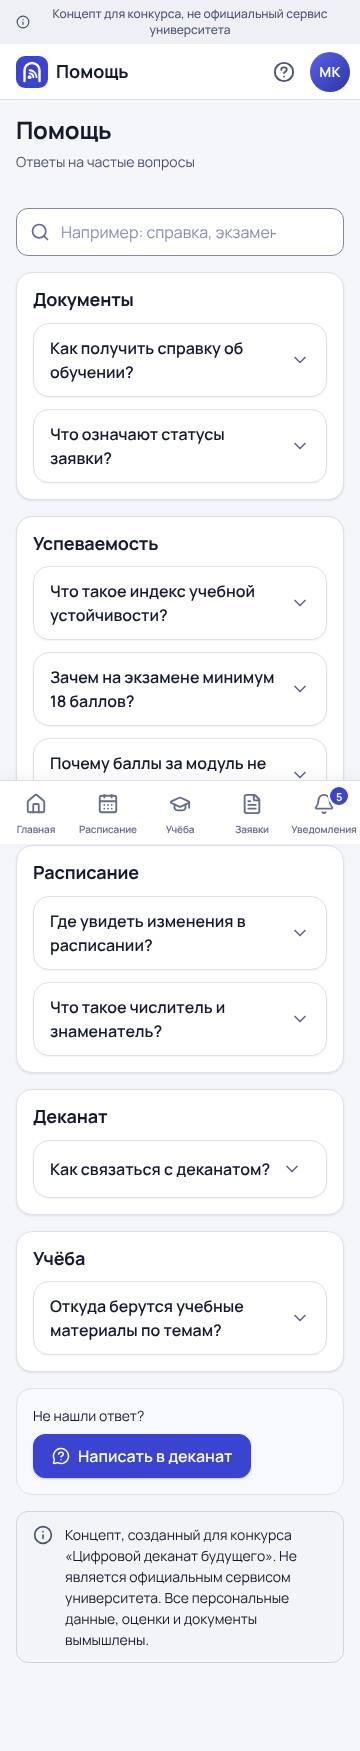 Концепт для конкурса, не официальный сервис
университета
Помощь
МК
Помощь
Ответы на частые вопросы
Например: справка, экзамен
Документы
Как получить справку об
обучении?
Что означают статусы
заявки?
Успеваемость
Что такое индекс учебной
устойчивости?
Зачем на экзамене минимум
18 баллов?
Почему баллы за модуль не
5
Главная
Расписание
Учёба
Заявки
Уведомления
Расписание
Где увидеть изменения в
расписании?
Что такое числитель и
знаменатель?
Деканат
Как связаться с деканатом?
Учёба
Откуда берутся учебные
материалы по темам?
Не нашли ответ?
Написать в деканат
Концепт, созданный для конкурса
«Цифровой деканат будущего». Не
является официальным сервисом
университета. Все персональные
данные, оценки и документы
вымышлены.